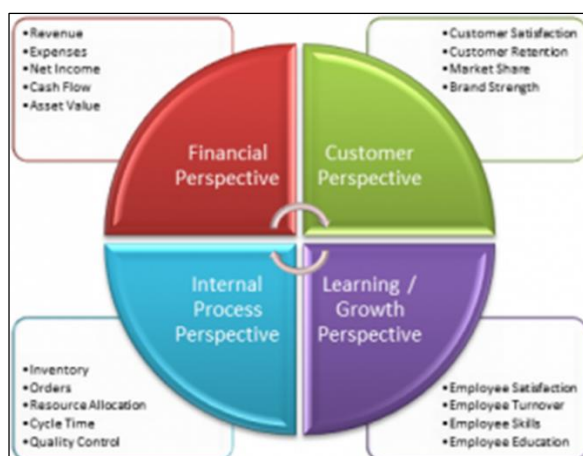 •Revenue
•Expenses
•Net Income
•Cash Flow
•Asset Value
•Customer Satisfaction
•Customer Retention
•Market Share
•Brand Strength
Financial
Perspective
Customer
Perspective
Internal
Process
Perspective
Learning /
Growth
Perspective
•Inventory
•Orders
•Resource Allocation
•Cycle Time
•Quality Control
•Employee Satisfaction
•Employee Turnover
•Employee Skills
•Employee Education